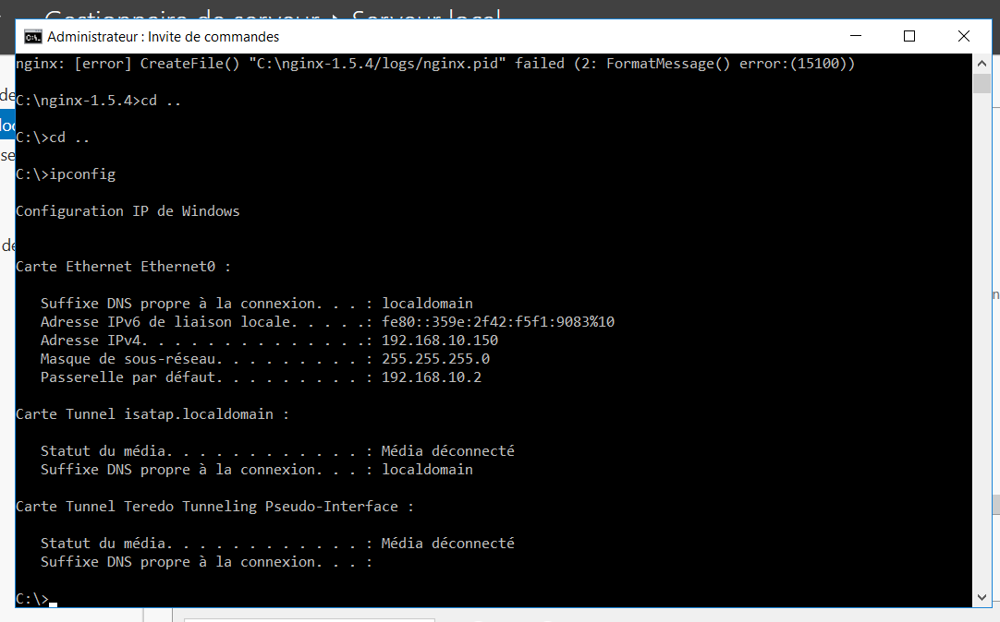 Gestionnaire de serveur ▸ Serveur local
Administrateur : Invite de commandes
nginx: [error] CreateFile() "C:\nginx-1.5.4/logs/nginx.pid" failed (2: FormatMessage() error:(15100))
C:\nginx-1.5.4>cd ..
C:\>cd ..
C:\>ipconfig
Configuration IP de Windows
Carte Ethernet Ethernet0 :
Suffixe DNS propre à la connexion. . . : localdomain
Adresse IPv6 de liaison locale. . . . .: fe80::359e:2f42:f5f1:9083%10
Adresse IPv4. . . . . . . . . . . . . .: 192.168.10.150
Masque de sous-réseau. . . . . . . . . : 255.255.255.0
Passerelle par défaut. . . . . . . . . : 192.168.10.2
Carte Tunnel isatap.localdomain :
Statut du média. . . . . . . . . . . . : Média déconnecté
Suffixe DNS propre à la connexion. . . : localdomain
Carte Tunnel Teredo Tunneling Pseudo-Interface :
Statut du média. . . . . . . . . . . . : Média déconnecté
Suffixe DNS propre à la connexion. . . :
C:\>